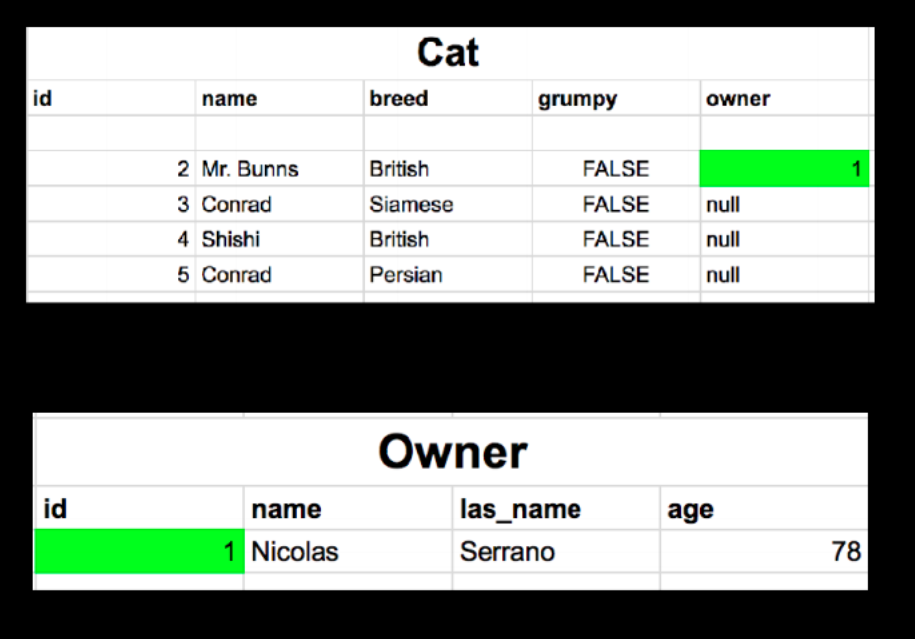 Cat
id name breed grumpy owner
2 Mr. Bunns British FALSE 1
3 Conrad Siamese FALSE null
4 Shishi British FALSE null
5 Conrad Persian FALSE null
Owner
id name las_name age
1 Nicolas Serrano 78